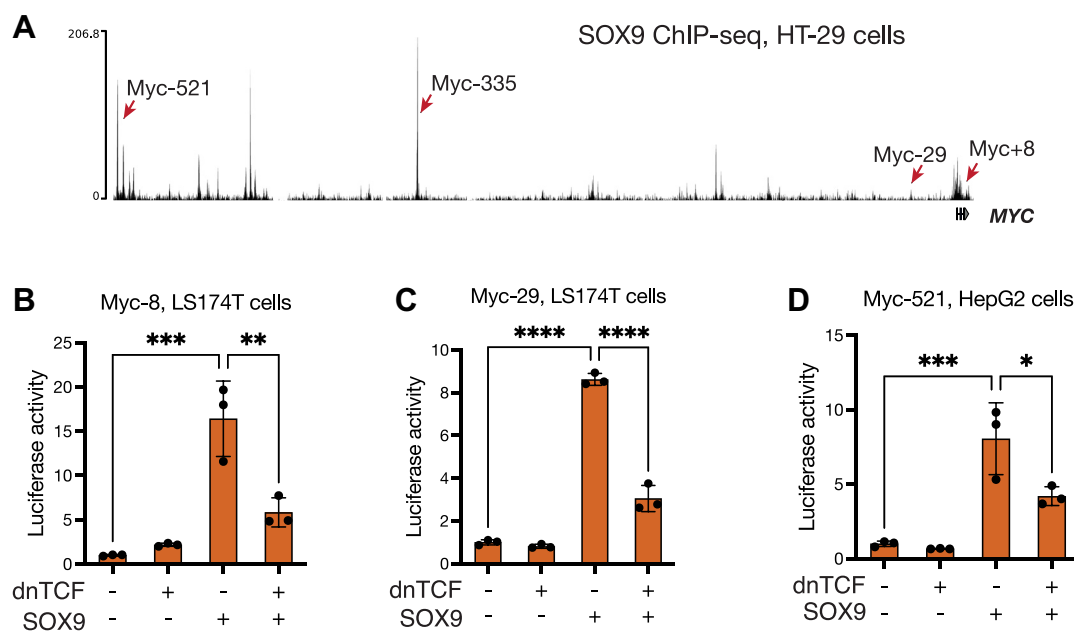 A
SOX9 ChIP-seq, HT-29 cells
206.8
0
Myc-521
Myc-335
Myc-29
Myc+8
MYC
B
Myc-8, LS174T cells
*** **
Luciferase activity
25
20
15
10
5
0
dnTCF - + - +
SOX9 - - + +
C
Myc-29, LS174T cells
**** ****
Luciferase activity
10
8
6
4
2
0
- + - +
- - + +
D
Myc-521, HepG2 cells
*** *
Luciferase activity
15
10
5
0
dnTCF - + - +
SOX9 - - + +